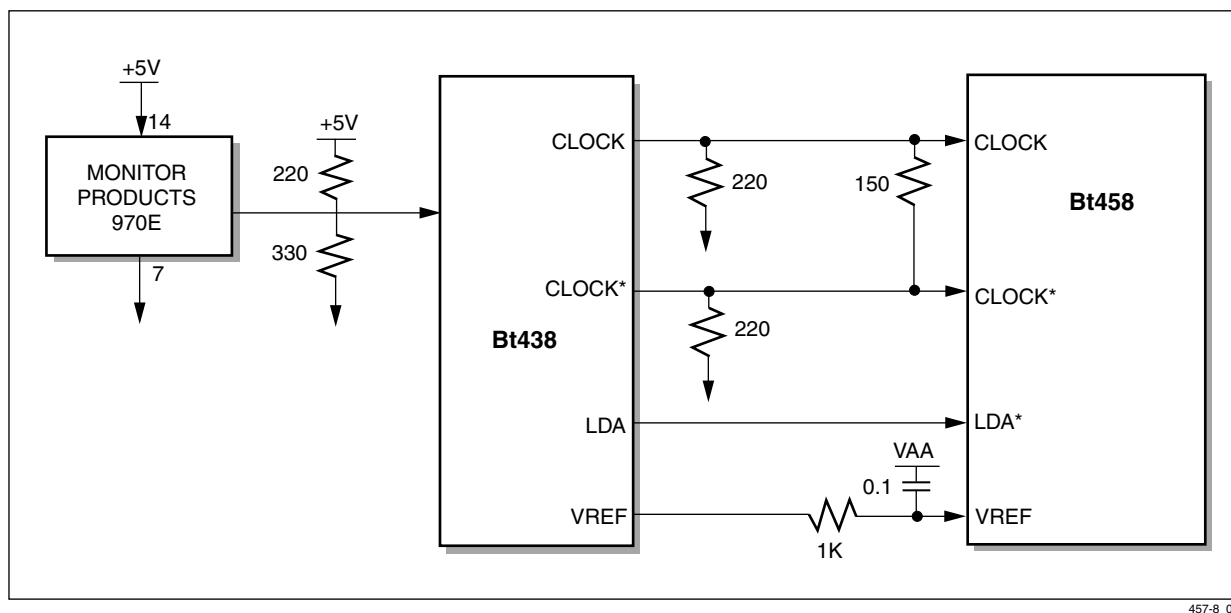 +5V
14
MONITOR
PRODUCTS
970E
7
+5V
220
330
CLOCK
CLOCK*
Bt438
LDA
VREF
220
150
220
VAA
0.1
1K
CLOCK
Bt458
CLOCK*
LDA*
VREF